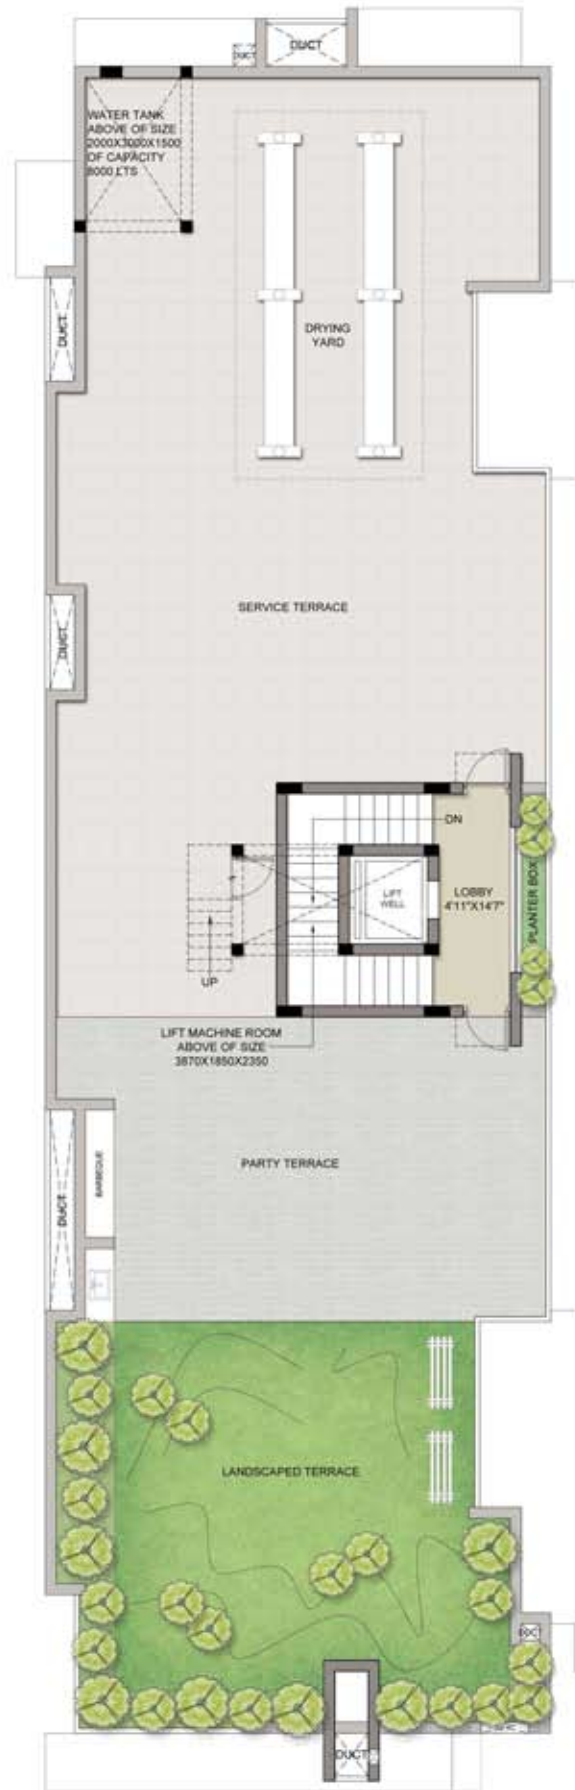 DUCT
DUCT
WATER TANK
ABOVE OF SIZE
2000X3000X1500
OF CAPACITY
8000 LTS
DUCT
DRYING
YARD
SERVICE TERRACE
DUCT
DN
LIFT
WELL
LOBBY
4'11"X14'7"
PLANTER BOX
UP
LIFT MACHINE ROOM
ABOVE OF SIZE
3870X1850X2350
PARTY TERRACE
BARBEQUE
DUCT
LANDSCAPED TERRACE
DUCT
DUCT